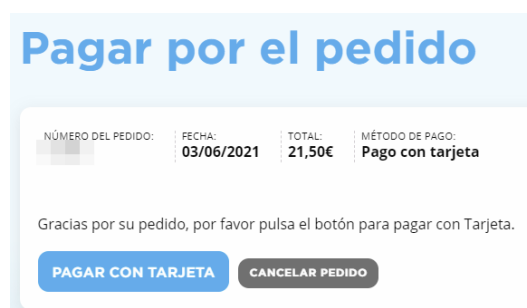 Pagar por el pedido
NÚMERO DEL PEDIDO: FECHA: TOTAL: MÉTODO DE PAGO:
03/06/2021 21,50€ Pago con tarjeta
Gracias por su pedido, por favor pulsa el botón para pagar con Tarjeta.
PAGAR CON TARJETA CANCELAR PEDIDO